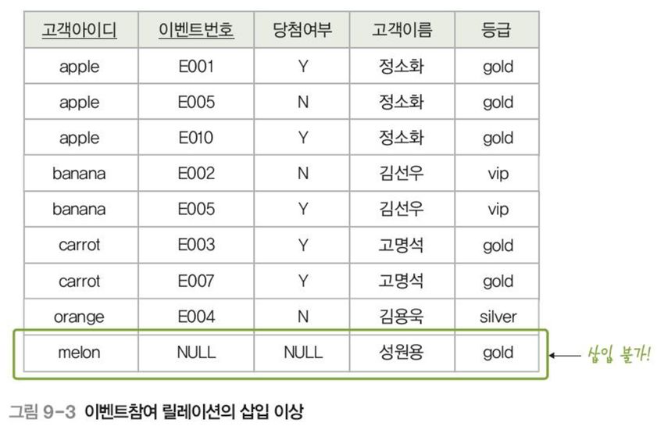 고객아이디 이벤트번호 당첨여부 고객이름 등급
apple E001 Y 정소화 gold
apple E005 N 정소화 gold
apple E010 Y 정소화 gold
banana E002 N 김선우 vip
banana E005 Y 김선우 vip
carrot E003 Y 고명석 gold
carrot E007 Y 고명석 gold
orange E004 N 김용욱 silver
melon NULL NULL 성원용 gold
삽입 불가!
그림 9-3 이벤트참여 릴레이션의 삽입 이상